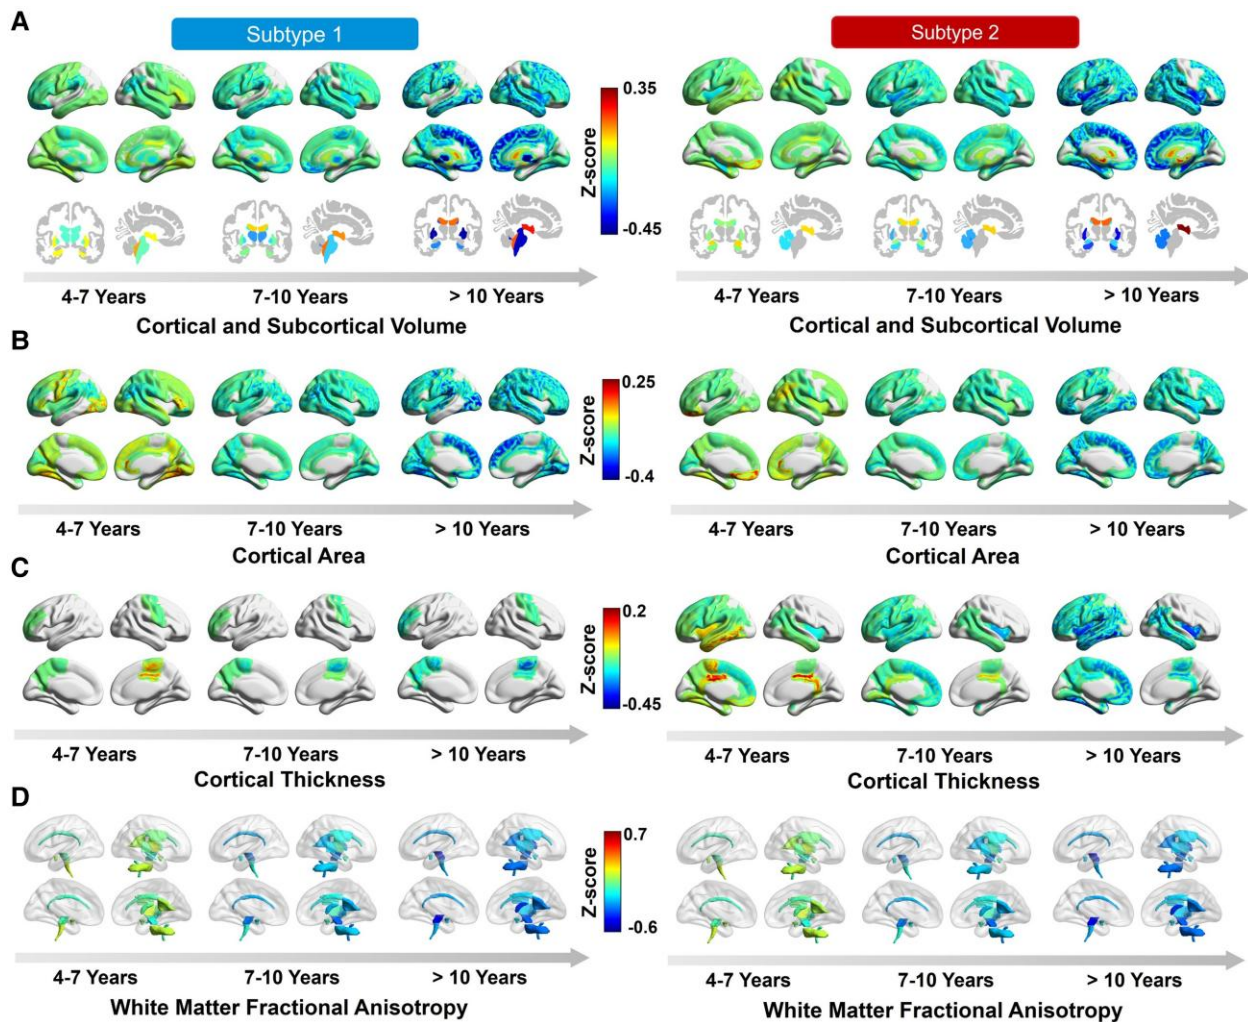 A
Subtype 1
Subtype 2
0.35
Z-score
-0.45
4-7 Years
7-10 Years
> 10 Years
4-7 Years
7-10 Years
> 10 Years
Cortical and Subcortical Volume
Cortical and Subcortical Volume
B
0.25
Z-score
-0.4
4-7 Years
7-10 Years
> 10 Years
4-7 Years
7-10 Years
> 10 Years
Cortical Area
Cortical Area
C
0.2
Z-score
-0.45
4-7 Years
7-10 Years
> 10 Years
4-7 Years
7-10 Years
> 10 Years
Cortical Thickness
Cortical Thickness
D
0.7
Z-score
-0.6
4-7 Years
7-10 Years
> 10 Years
4-7 Years
7-10 Years
> 10 Years
White Matter Fractional Anisotropy
White Matter Fractional Anisotropy